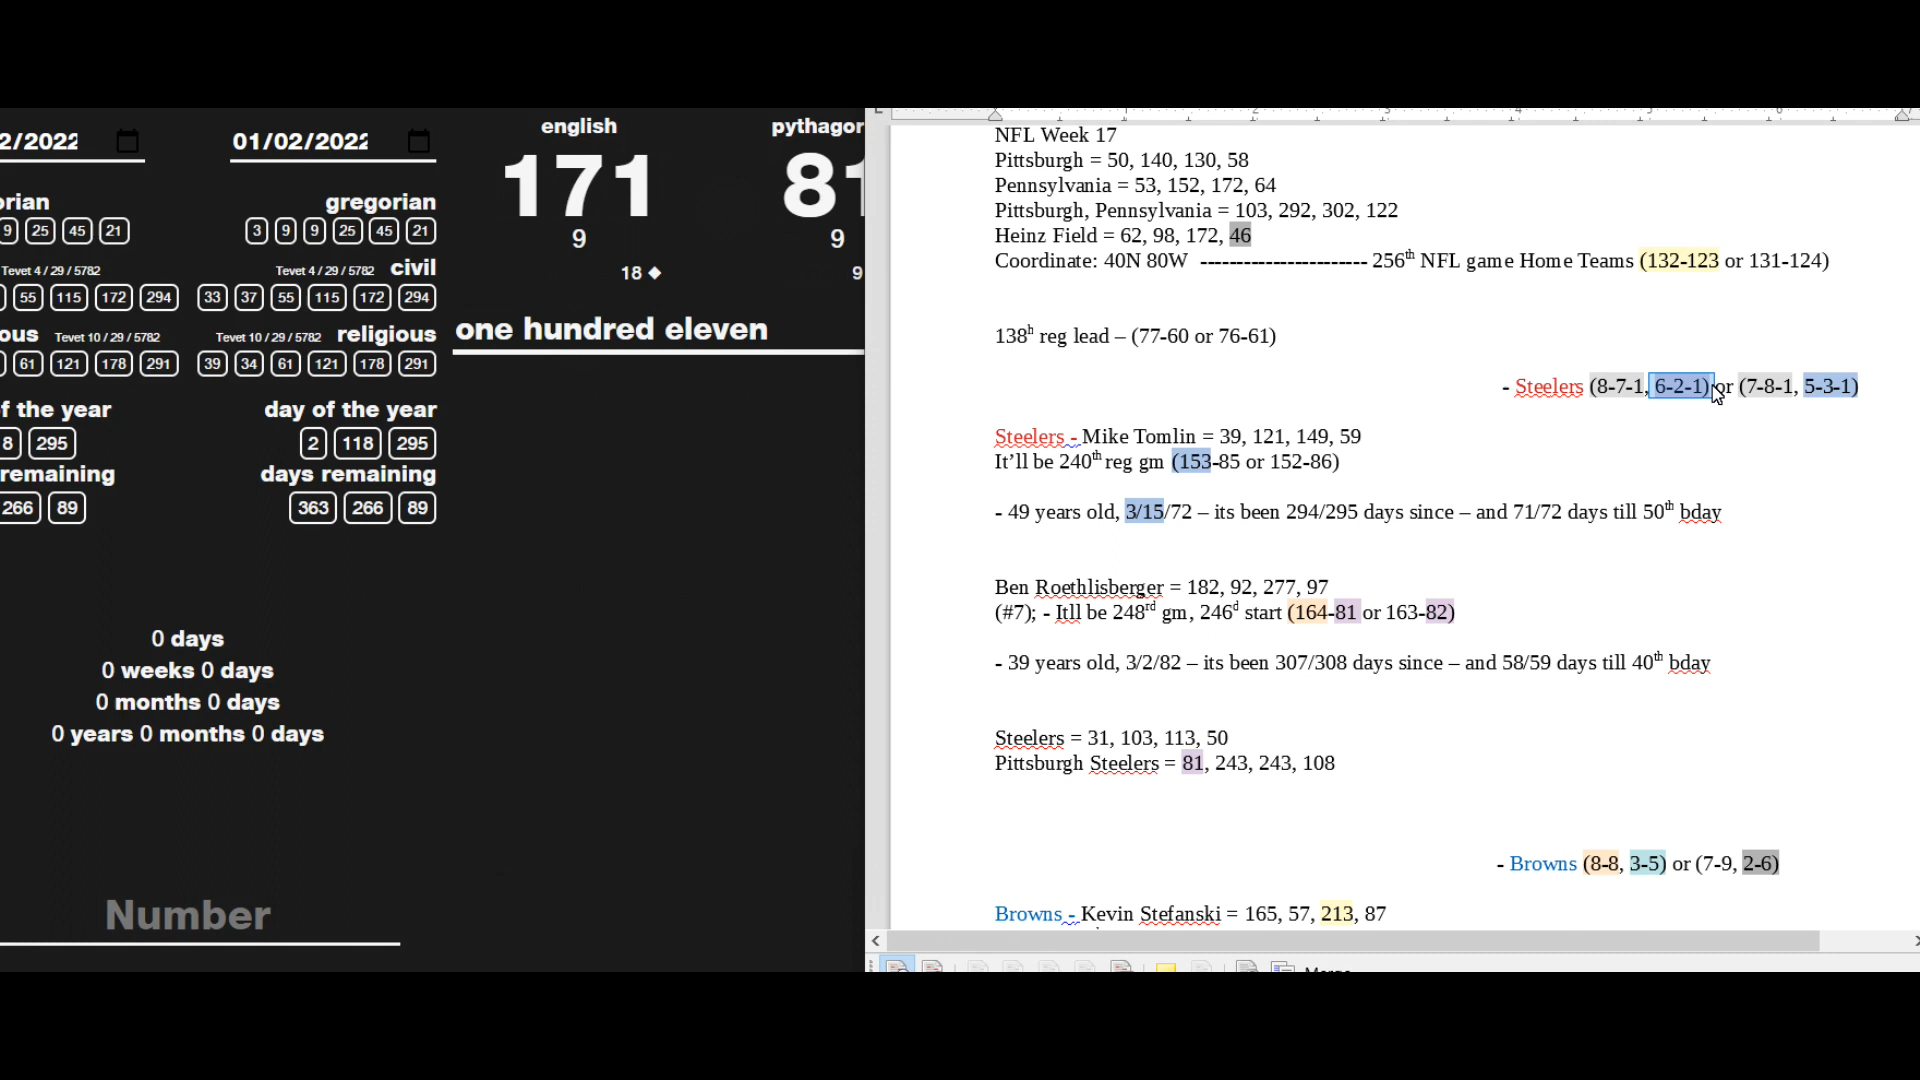 2/2022
01/02/2022
orian
gregorian
9 25 45 21
3 9 9 25 45 21
Tevet 4 / 29 / 5782
Tevet 4 / 29 / 5782 civil
55 115 172 294
33 37 55 115 172 294
ous Tevet 10 / 29 / 5782
Tevet 10 / 29 / 5782 religious
61 121 178 291
39 34 61 121 178 291
f the year
day of the year
8 295
2 118 295
remaining
days remaining
266 89
363 266 89
0 days
0 weeks 0 days
0 months 0 days
0 years 0 months 0 days
Number
english
171
9
18 ◆
pythagor
81
9
9
one hundred eleven
NFL Week 17
Pittsburgh = 50, 140, 130, 58
Pennsylvania = 53, 152, 172, 64
Pittsburgh, Pennsylvania = 103, 292, 302, 122
Heinz Field = 62, 98, 172, 46
Coordinate: 40N 80W ------------------------ 256th NFL game Home Teams (132-123 or 131-124)
138h reg lead – (77-60 or 76-61)
- Steelers (8-7-1, 6-2-1) or (7-8-1, 5-3-1)
Steelers - Mike Tomlin = 39, 121, 149, 59
It’ll be 240th reg gm (153-85 or 152-86)
- 49 years old, 3/15/72 – its been 294/295 days since – and 71/72 days till 50th bday
Ben Roethlisberger = 182, 92, 277, 97
(#7); - Itll be 248rd gm, 246d start (164-81 or 163-82)
- 39 years old, 3/2/82 – its been 307/308 days since – and 58/59 days till 40th bday
Steelers = 31, 103, 113, 50
Pittsburgh Steelers = 81, 243, 243, 108
- Browns (8-8, 3-5) or (7-9, 2-6)
Browns - Kevin Stefanski = 165, 57, 213, 87